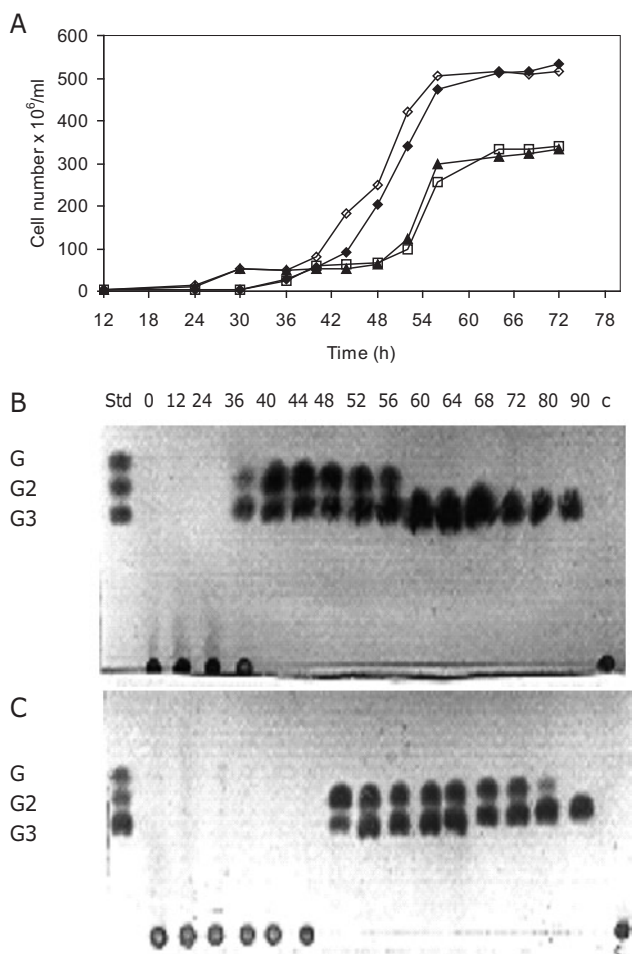 A
600
500
400
300
200
100
0
Cell number x 10⁶/ml
12 18 24 30 36 42 48 54 60 66 72 78
Time (h)
B
Std 0 12 24 36 40 44 48 52 56 60 64 68 72 80 90 c
G
G2
G3
C
G
G2
G3